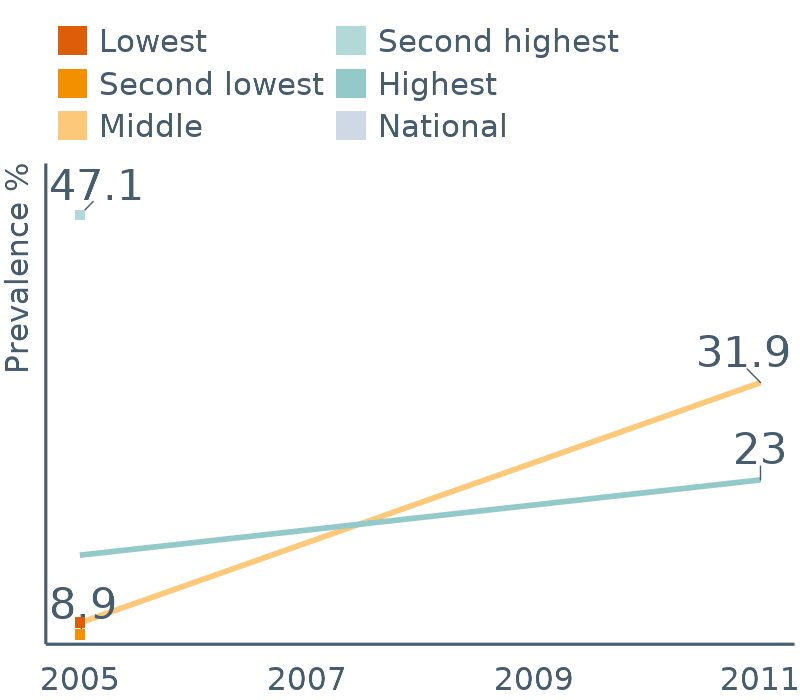 Lowest
Second lowest
Middle
Second highest
Highest
National
Prevalence %
47.1
31.9
23
8.9
2005 2007 2009 2011